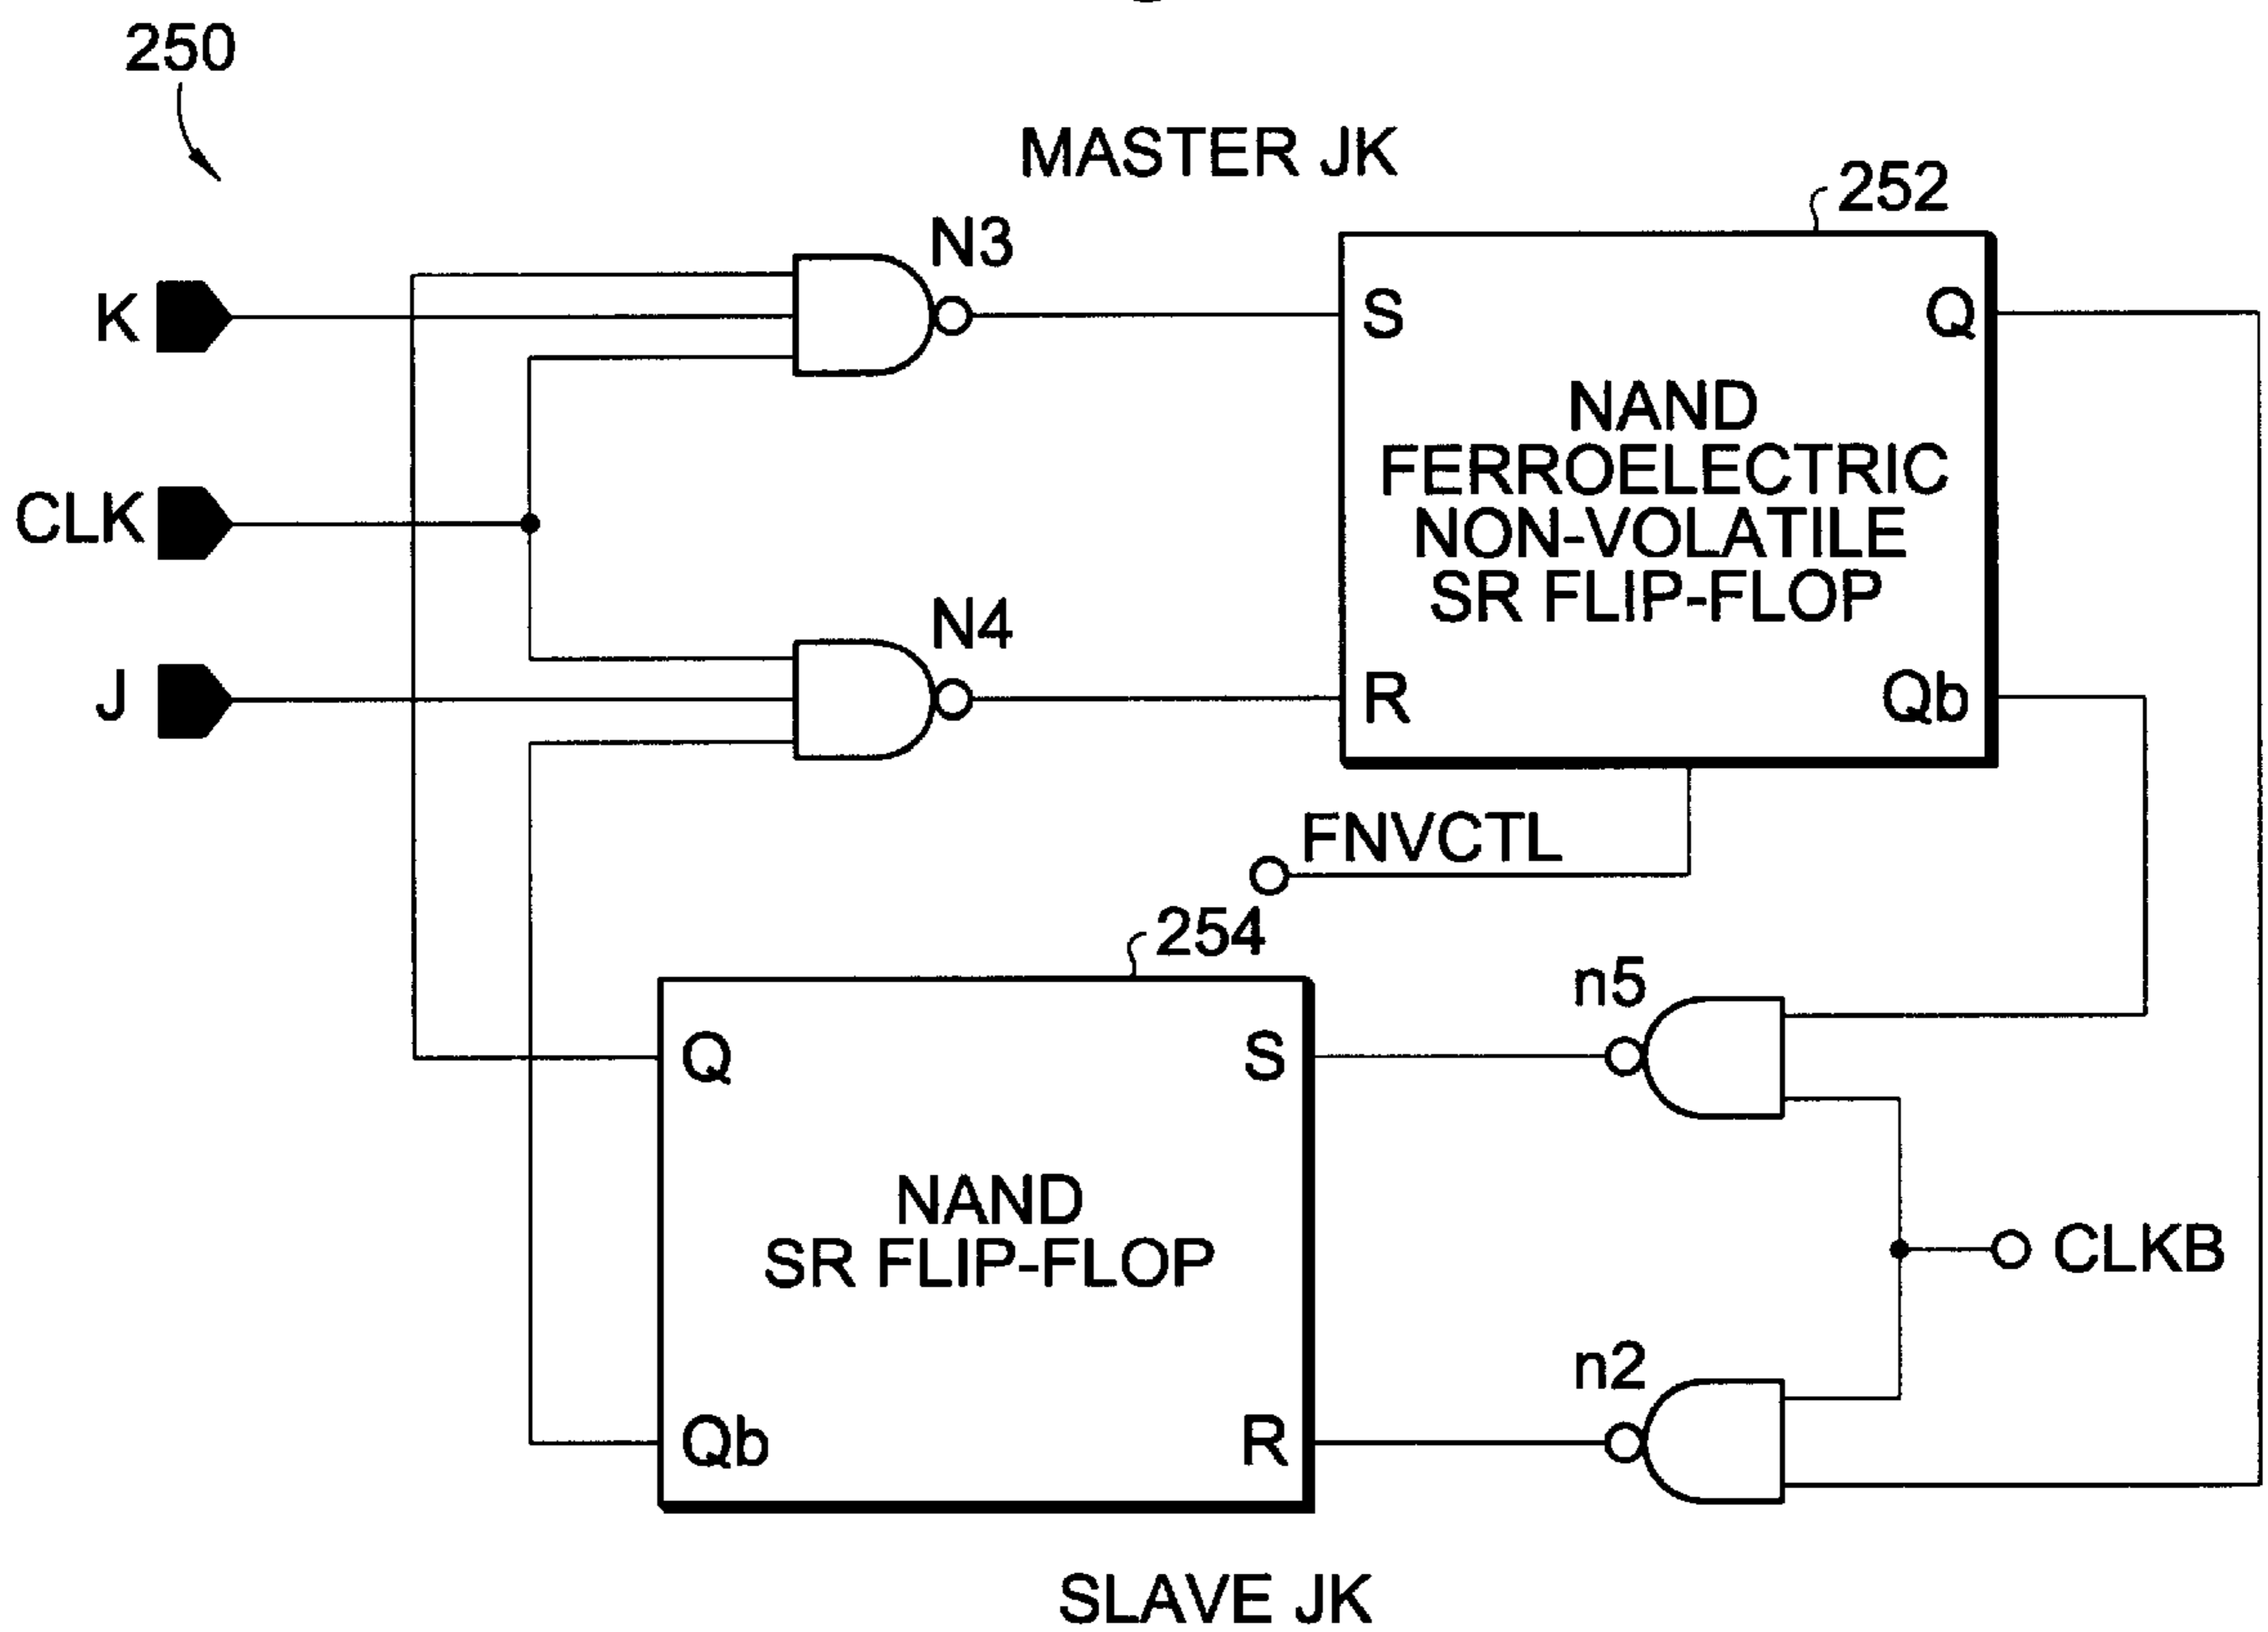 250
MASTER JK
252
N3
K
S
Q
NAND
FERROELECTRIC
NON-VOLATILE
SR FLIP-FLOP
CLK
N4
J
R
Qb
FNVCTL
254
n5
Q
S
NAND
SR FLIP-FLOP
CLKB
n2
Qb
R
SLAVE JK